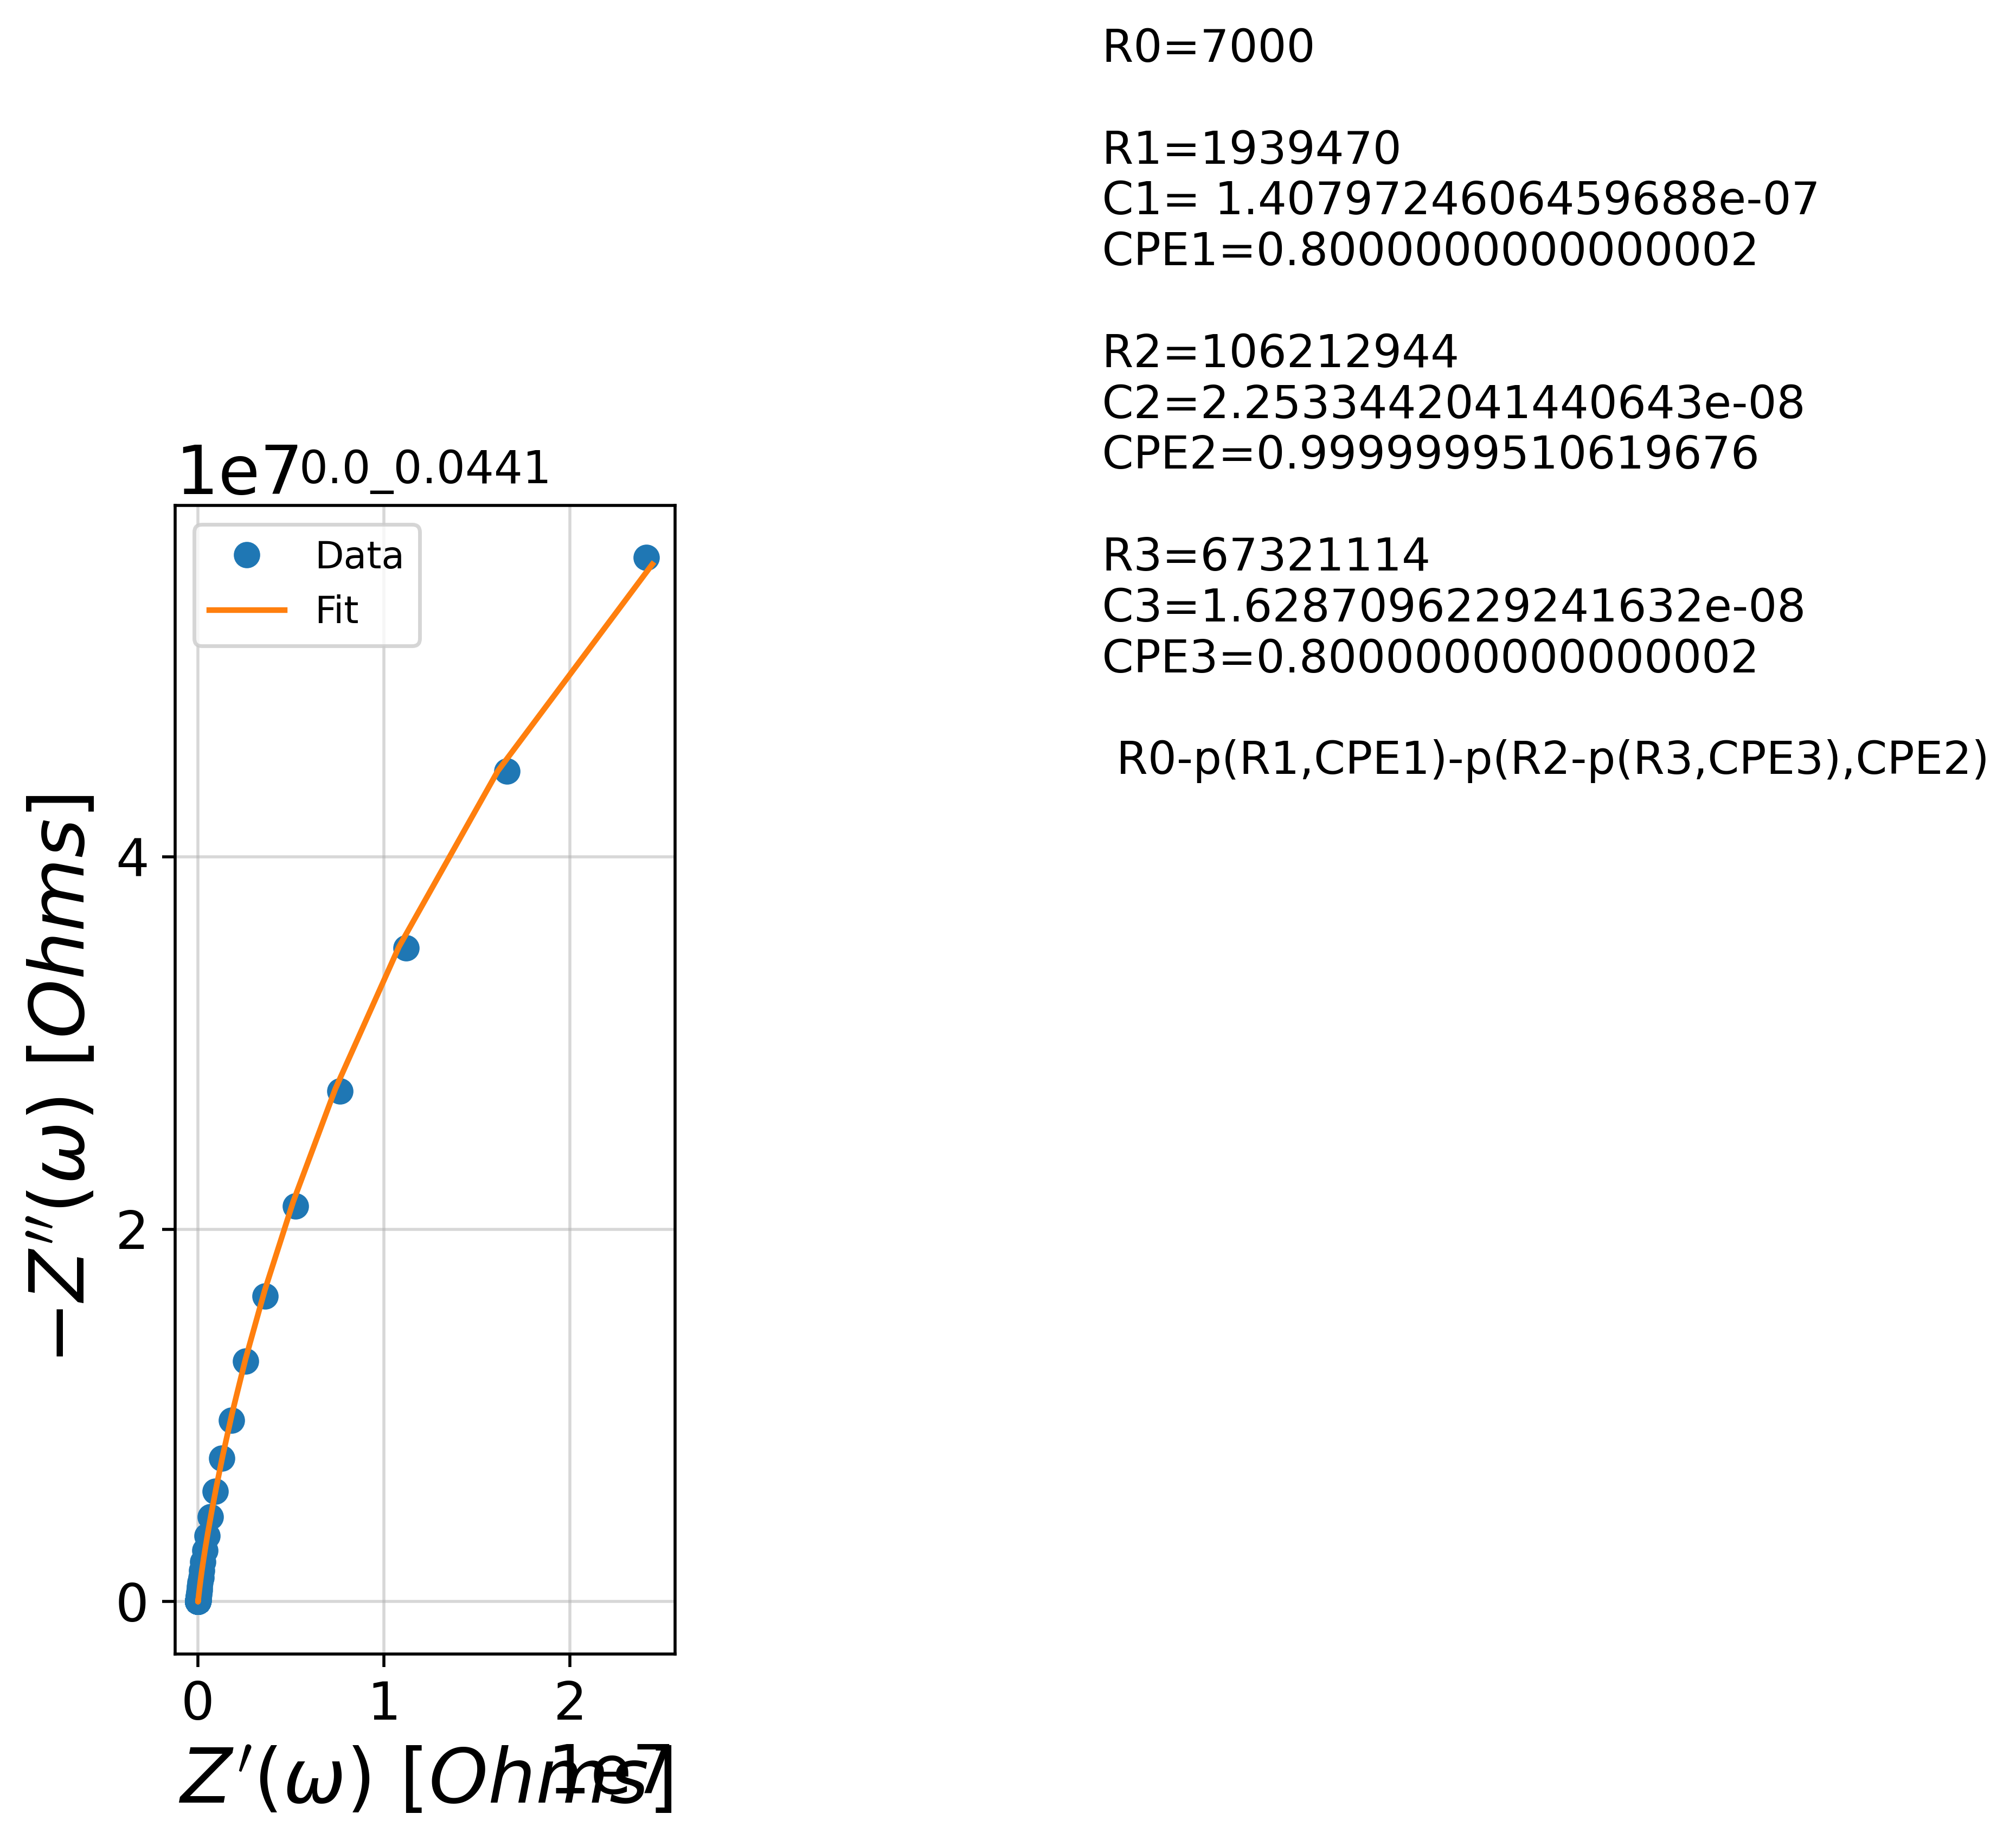 R0=7000
R1=1939470
C1= 1.4079724606459688e-07
CPE1=0.8000000000000002
R2=106212944
C2=2.2533442041440643e-08
CPE2=0.9999999510619676
R3=67321114
C3=1.6287096229241632e-08
CPE3=0.8000000000000002
R0-p(R1,CPE1)-p(R2-p(R3,CPE3),CPE2)
1e7
0.0_0.0441
Data
Fit
4
2
0
−Z′′(ω) [Ohms]
0 1 2
Z′(ω) [Ohms]
1e7